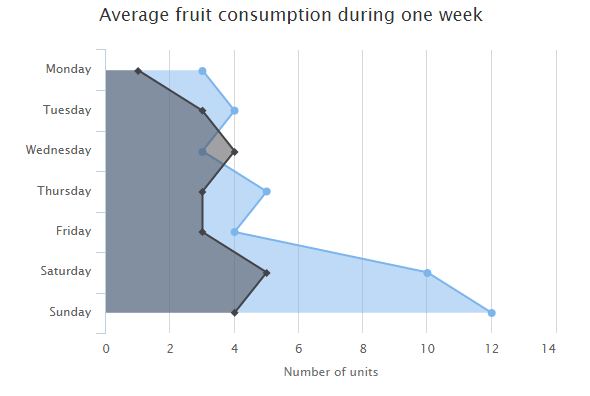 Average fruit consumption during one week
Monday
Tuesday
Wednesday
Thursday
Friday
Saturday
Sunday
0 2 4 6 8 10 12 14
Number of units